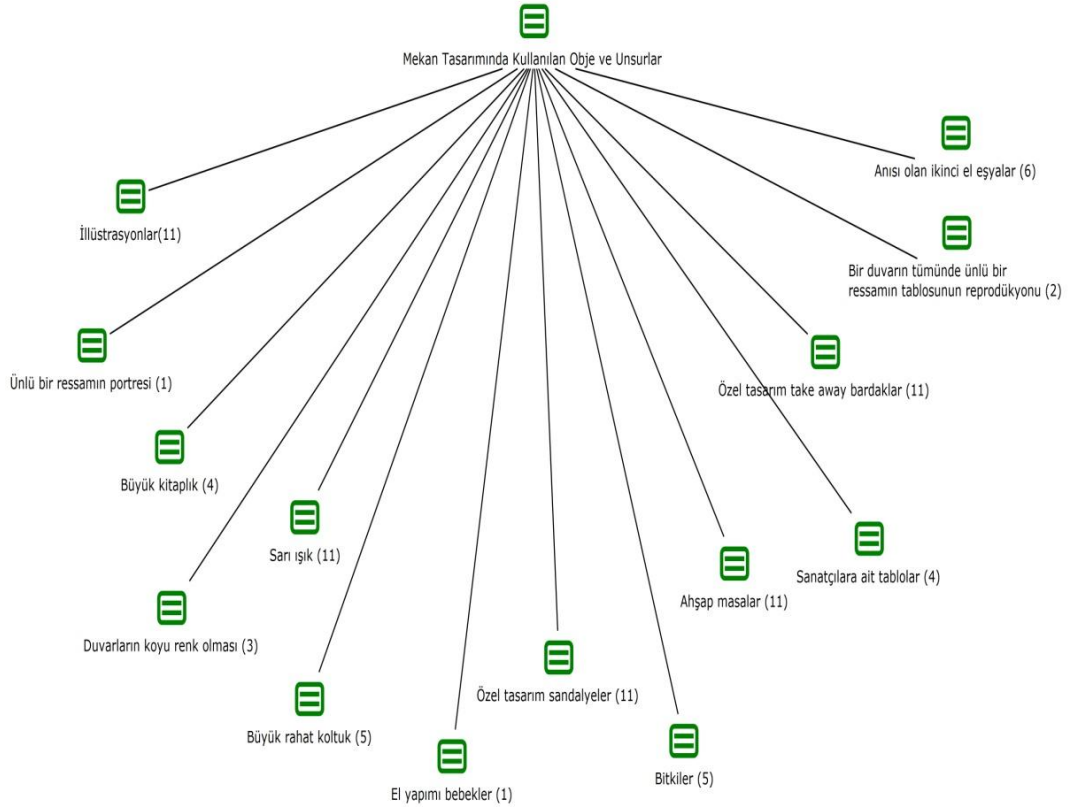 Mekan Tasarımında Kullanılan Obje ve Unsurlar
Anısı olan ikinci el eşyalar (6)
İllüstrasyonlar(11)
Bir duvarın tümünde ünlü bir
ressamın tablosunun reprodükyonu (2)
Ünlü bir ressamın portresi (1)
Özel tasarım take away bardaklar (11)
Büyük kitaplık (4)
Sarı ışık (11)
Sanatçılara ait tablolar (4)
Ahşap masalar (11)
Duvarların koyu renk olması (3)
Özel tasarım sandalyeler (11)
Büyük rahat koltuk (5)
Bitkiler (5)
El yapımı bebekler (1)